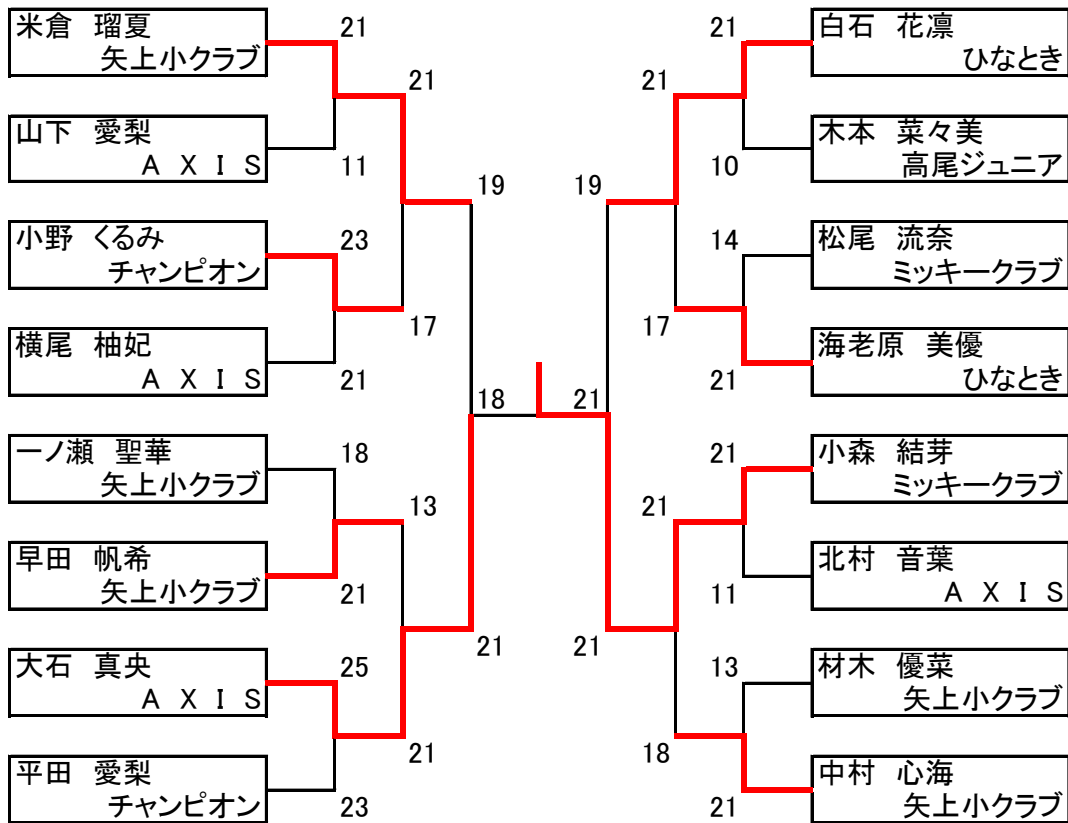 米倉 瑠夏
矢上小クラブ
山下 愛梨
A X I S
小野 くるみ
チャンピオン
横尾 柚妃
A X I S
一ノ瀬 聖華
矢上小クラブ
早田 帆希
矢上小クラブ
大石 真央
A X I S
平田 愛梨
チャンピオン
21
11
23
21
18
21
25
23
21
17
13
21
19
21
18
21
19
21
21
17
21
18
21
10
14
21
21
11
13
21
白石 花凛
ひなとき
木本 菜々美
高尾ジュニア
松尾 流奈
ミッキークラブ
海老原 美優
ひなとき
小森 結芽
ミッキークラブ
北村 音葉
A X I S
材木 優菜
矢上小クラブ
中村 心海
矢上小クラブ